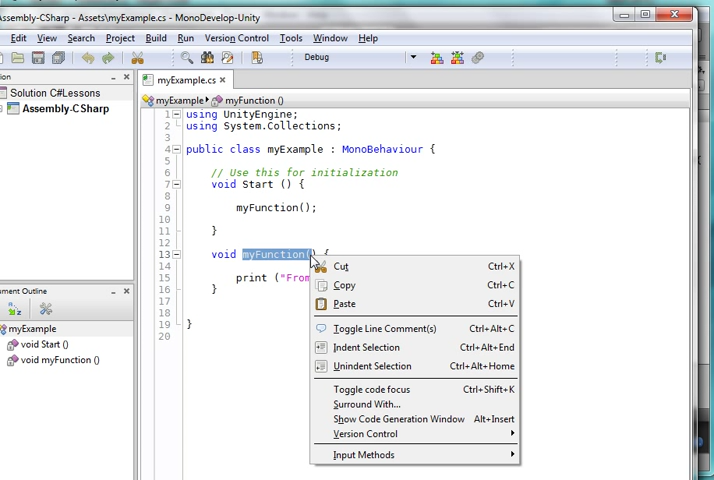 Assembly-CSharp - Assets\myExample.cs - MonoDevelop-Unity
Edit View Search Project Build Run Version Control Tools Window Help
Debug
myExample.cs
Solution C#Lessons
Assembly-CSharp
myExample myFunction ()
1 using UnityEngine;
2 using System.Collections;
3
4 public class myExample : MonoBehaviour {
5
6 // Use this for initialization
7 void Start () {
8
9 myFunction();
10
11 }
12
13 void myFunction() {
14
15 print ("From
16 }
17
18
19 }
20
Cut Ctrl+X
Copy Ctrl+C
Paste Ctrl+V
Toggle Line Comment(s) Ctrl+Alt+C
Indent Selection Ctrl+Alt+End
Unindent Selection Ctrl+Alt+Home
Toggle code focus Ctrl+Shift+K
Surround With...
Show Code Generation Window Alt+Insert
Version Control
Input Methods
ment Outline
myExample
void Start ()
void myFunction ()